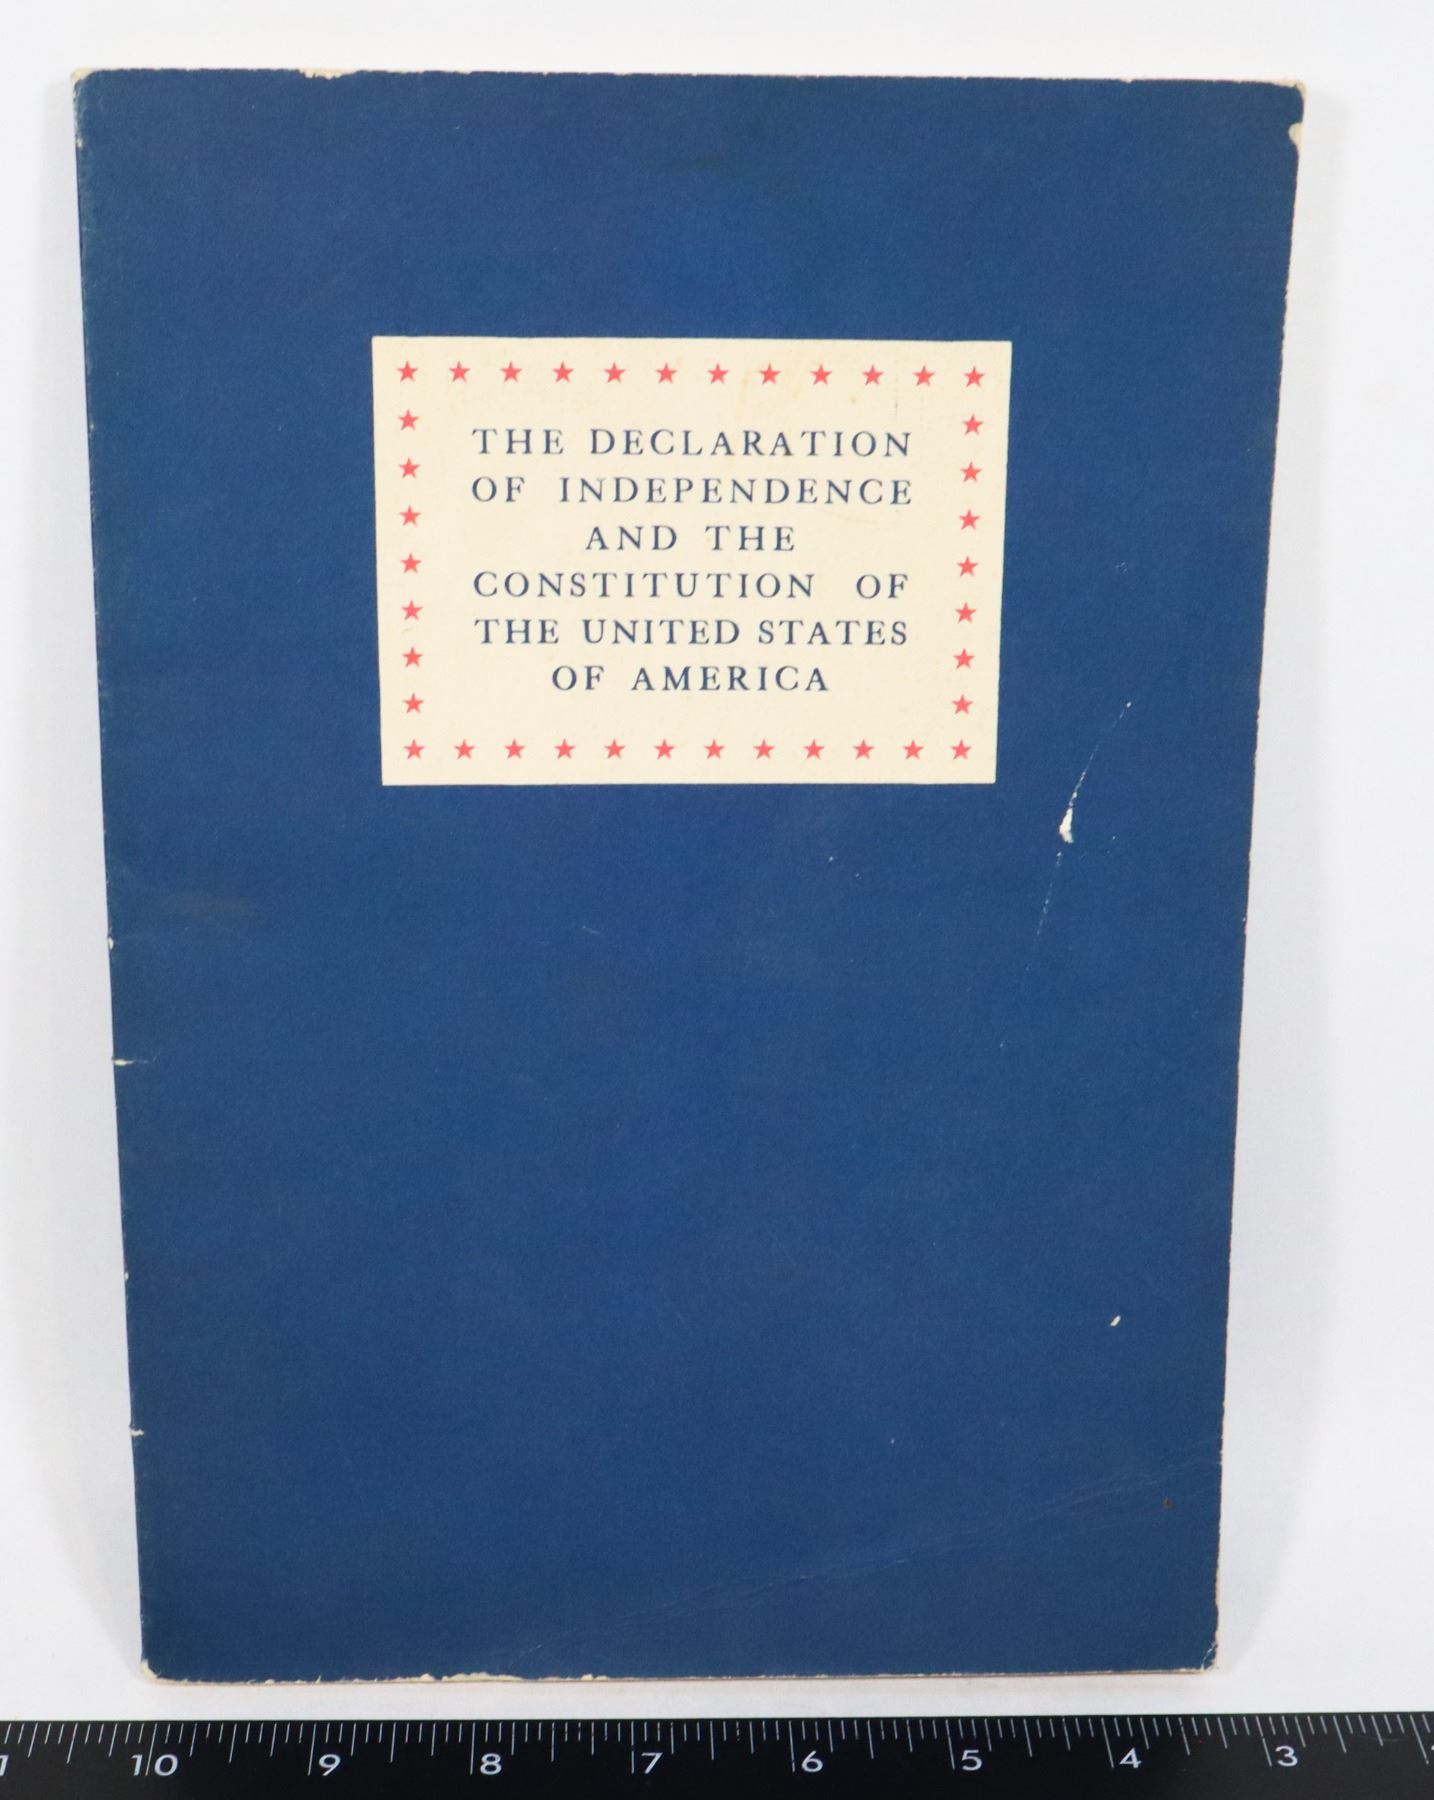 THE DECLARATION
OF INDEPENDENCE
AND THE
CONSTITUTION OF
THE UNITED STATES
OF AMERICA
1 10 9 8 7 6 5 4 3